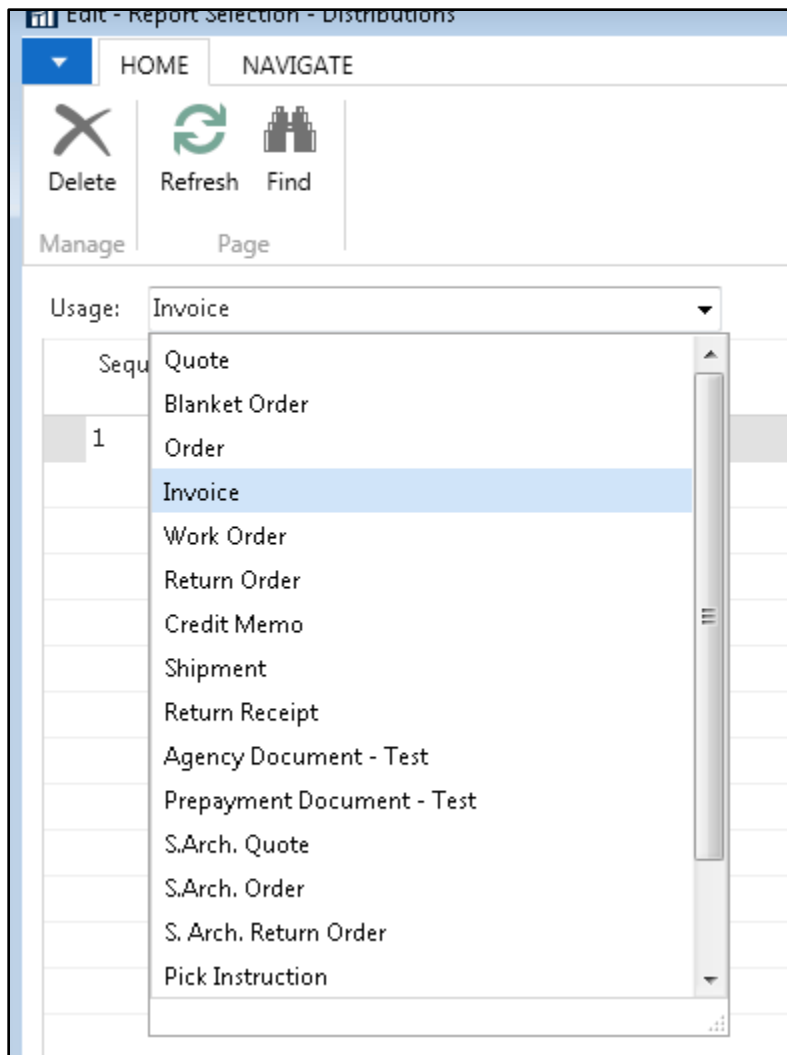 Edit - Report Selection - Distributions
HOME NAVIGATE
Delete Refresh Find
Manage Page
Usage: Invoice
Sequ
Quote
Blanket Order
Order
1
Invoice
Work Order
Return Order
Credit Memo
Shipment
Return Receipt
Agency Document - Test
Prepayment Document - Test
S.Arch. Quote
S.Arch. Order
S. Arch. Return Order
Pick Instruction